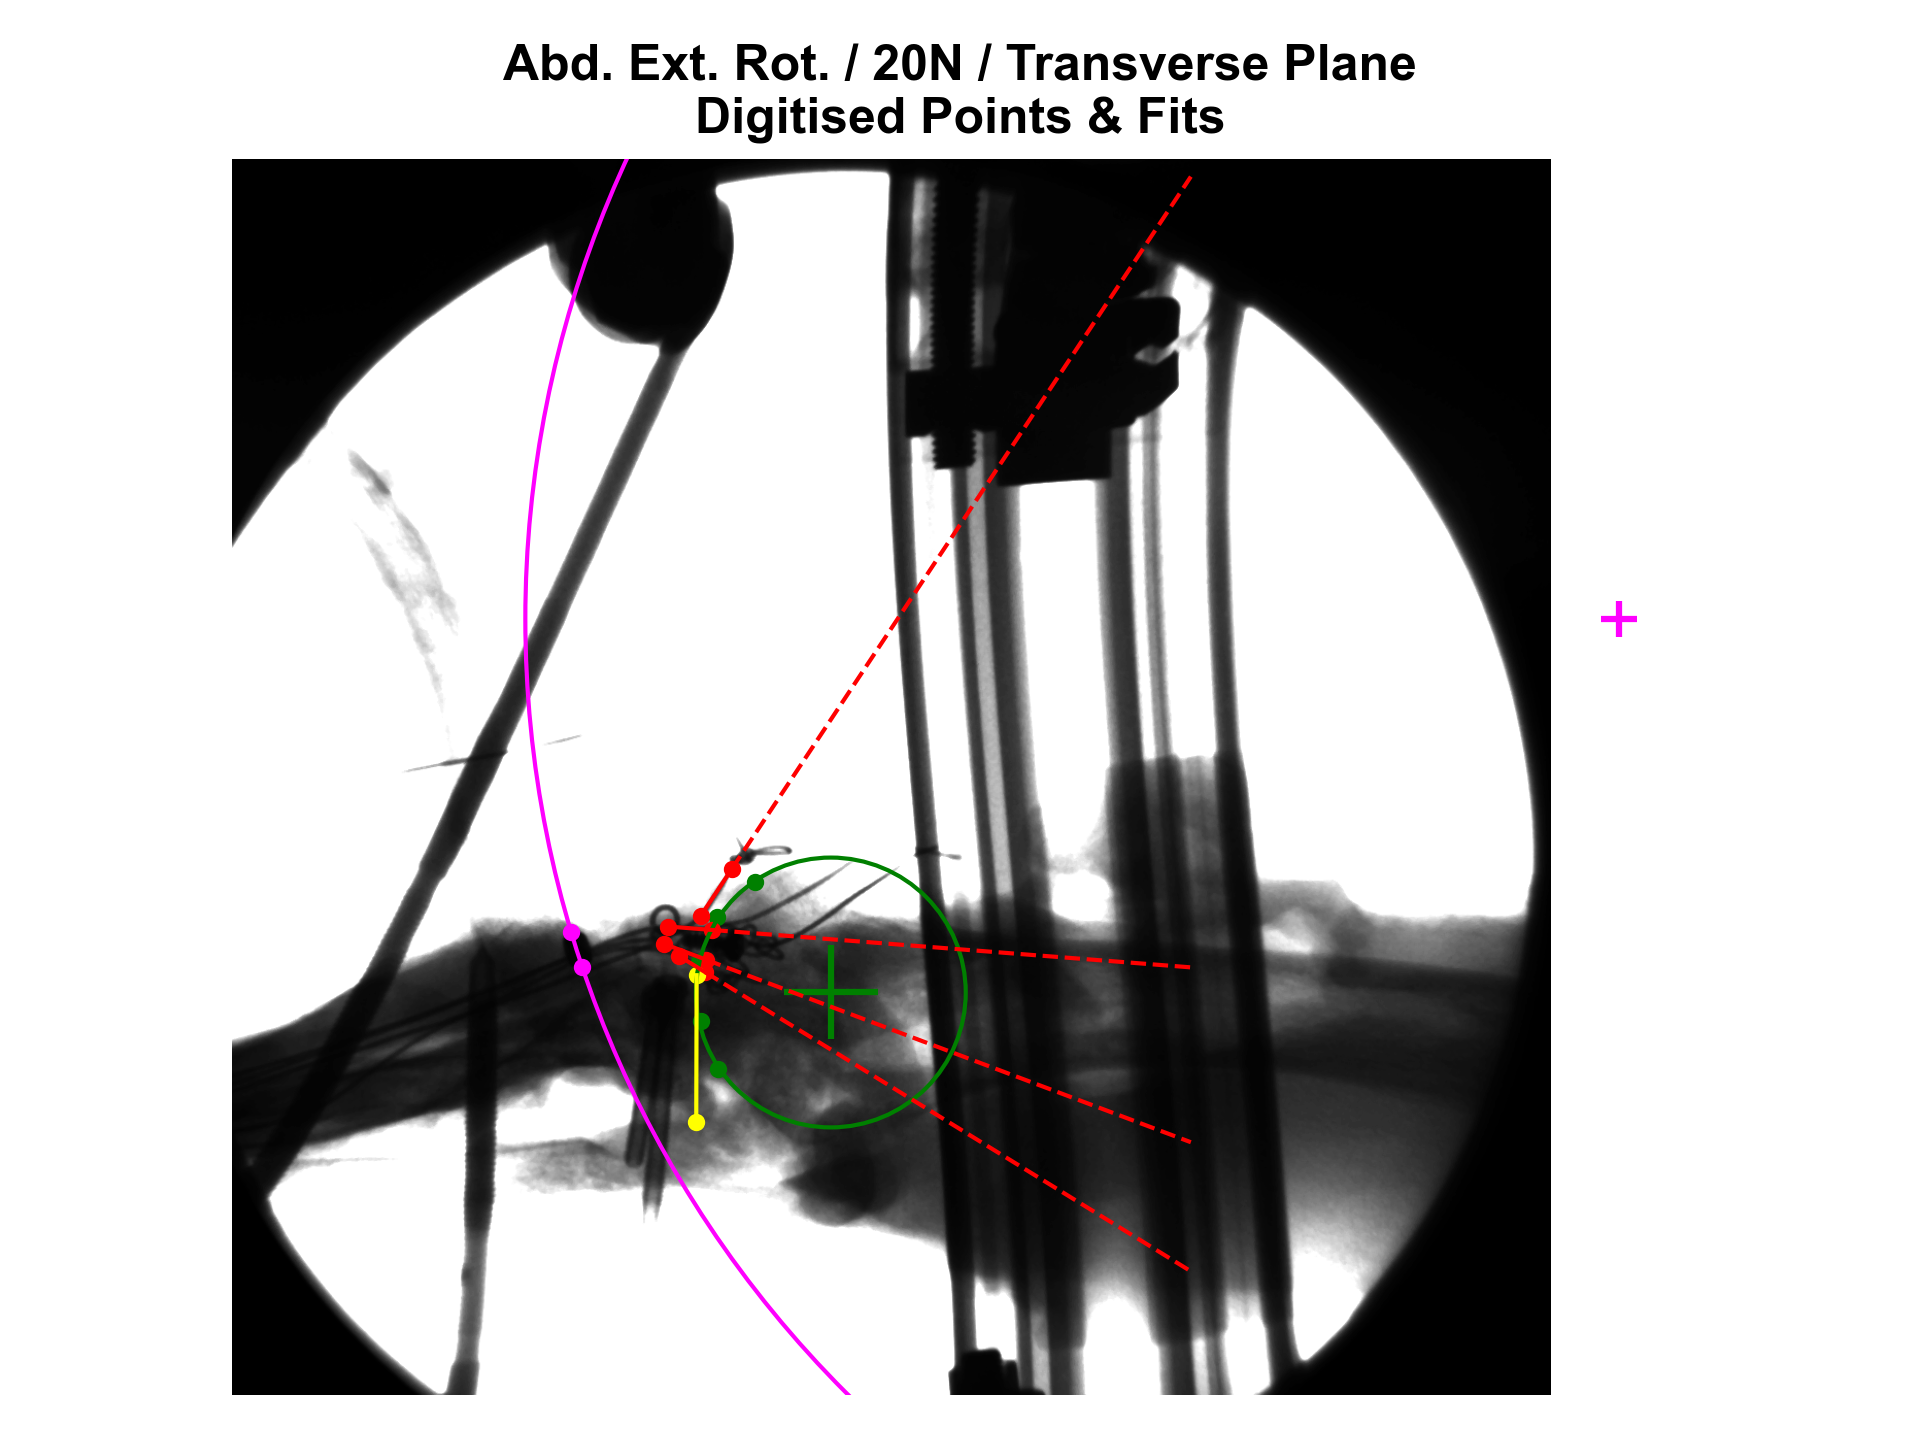 Abd. Ext. Rot. / 20N / Transverse Plane
Digitised Points & Fits